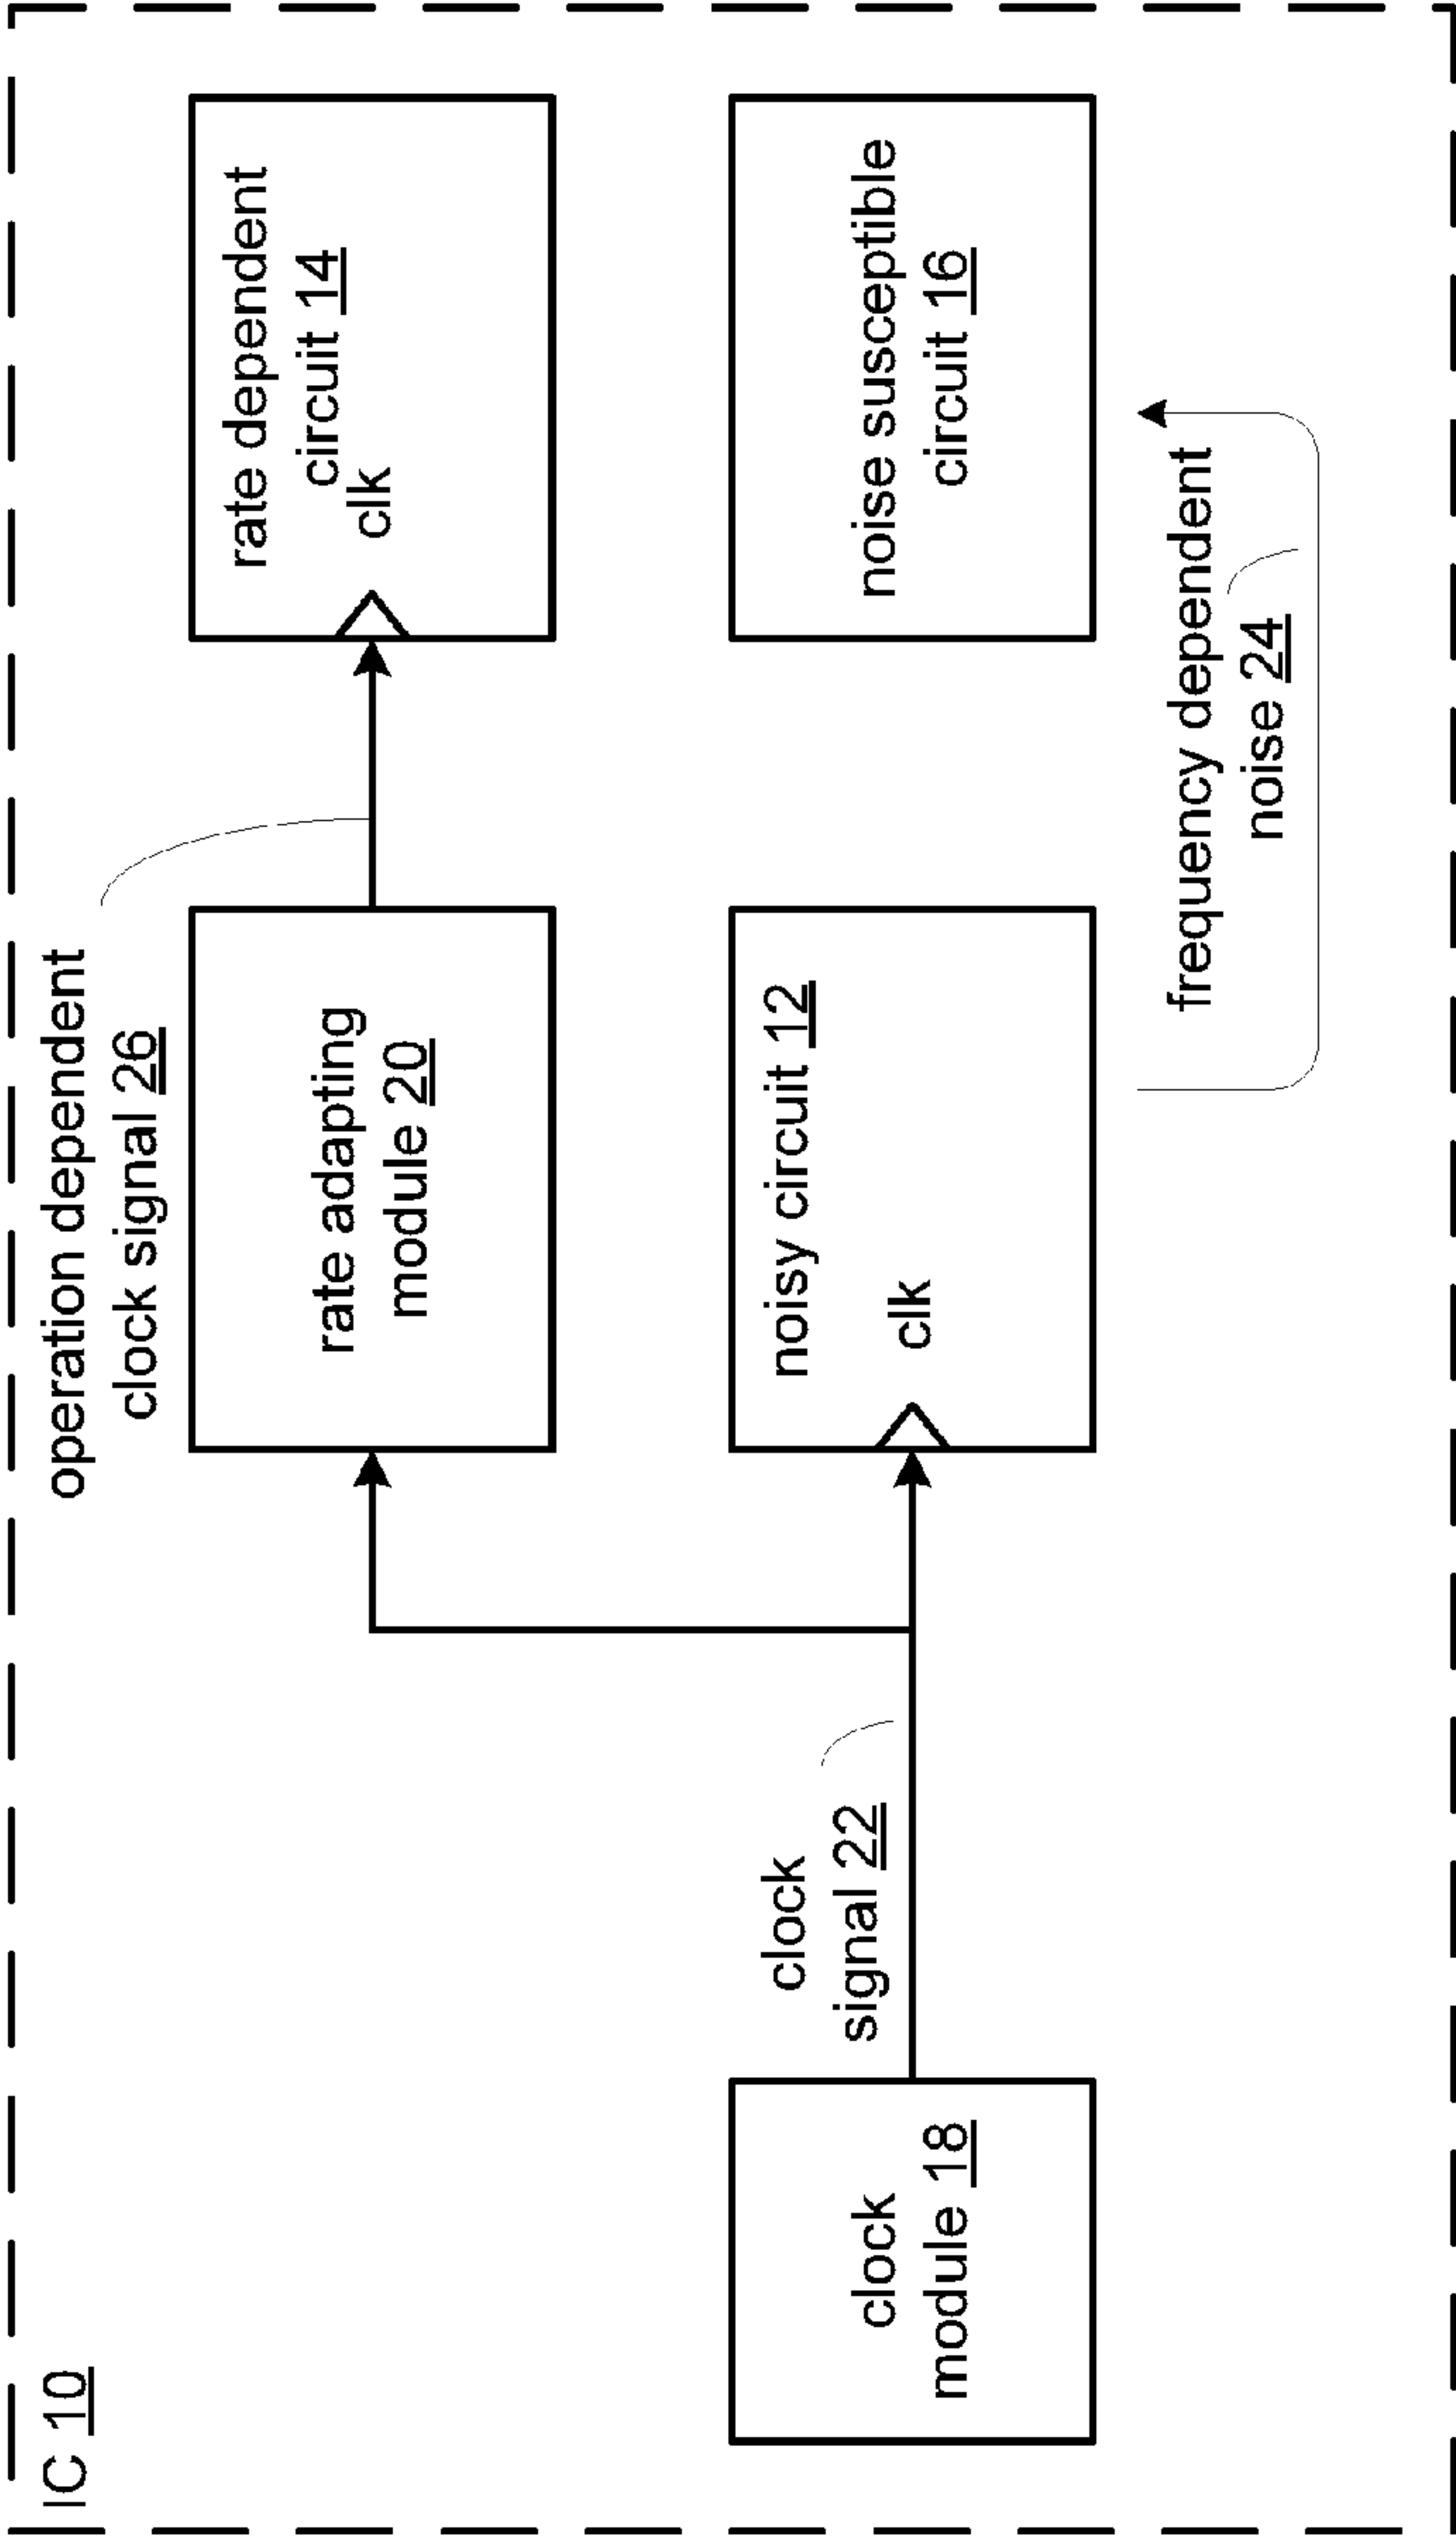 IC 10
operation dependent
clock signal 26
rate adapting
module 20
rate dependent
circuit 14
clk
clock
module 18
clock
signal 22
noisy circuit 12
clk
noise susceptible
circuit 16
frequency dependent
noise 24